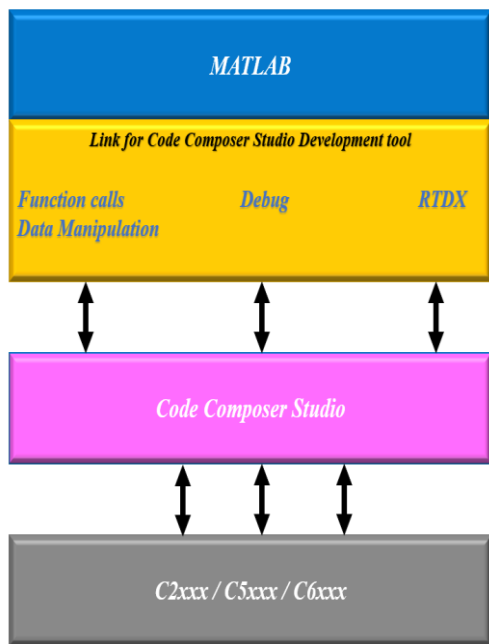 MATLAB
Link for Code Composer Studio Development tool
Function calls Debug RTDX
Data Manipulation
Code Composer Studio
C2xxx / C5xxx / C6xxx